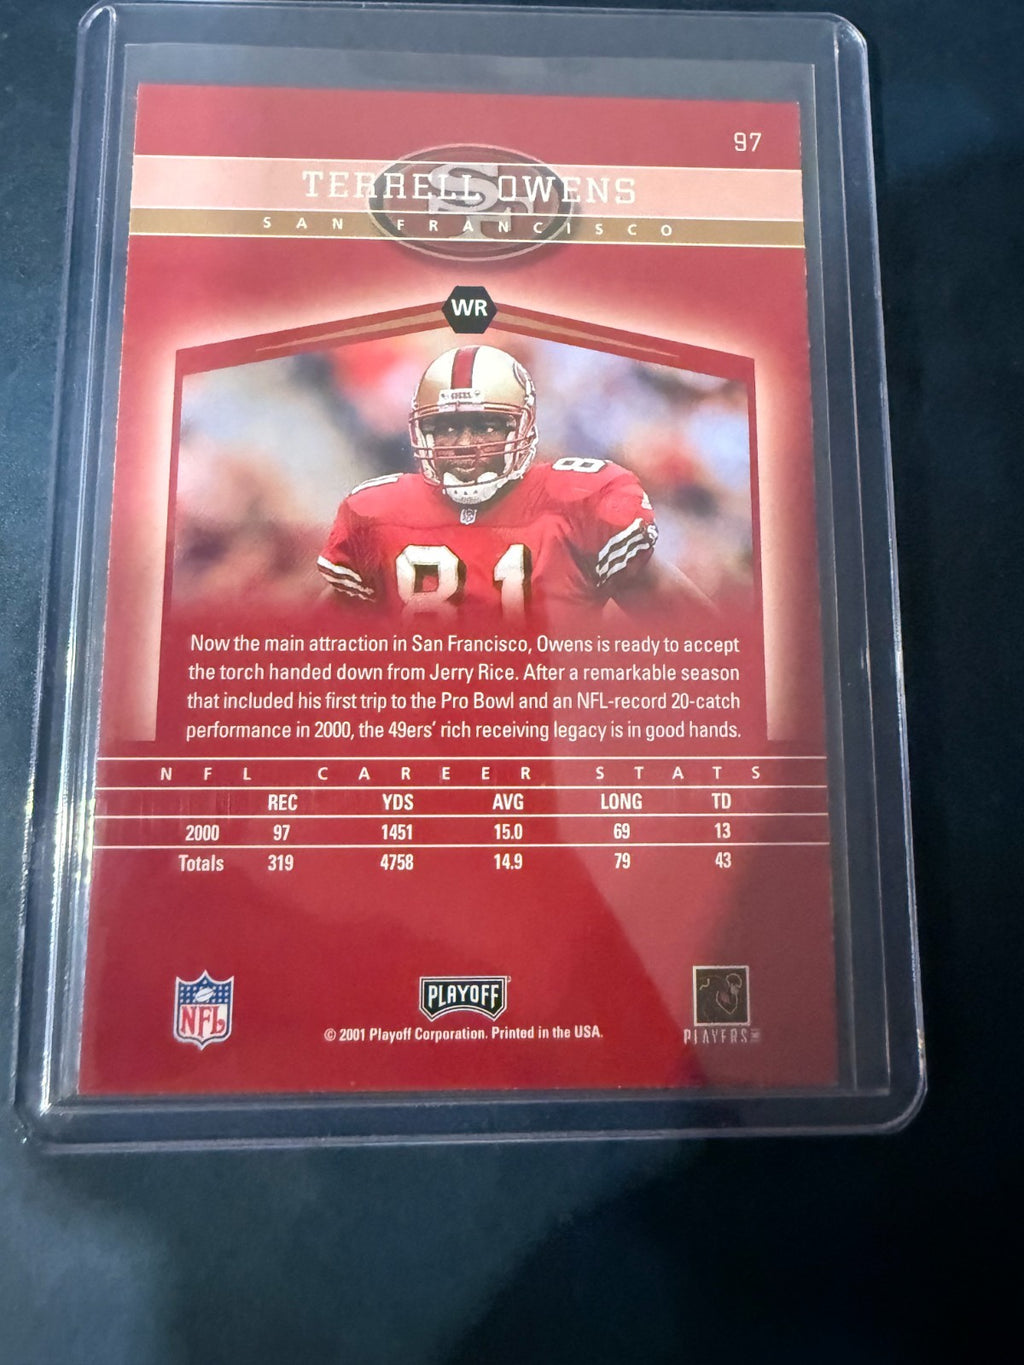 97
TERRELL OWENS
SAN FRANCISCO
WR
81
81
Now the main attraction in San Francisco, Owens is ready to accept
the torch handed down from Jerry Rice. After a remarkable season
that included his first trip to the Pro Bowl and an NFL-record 20-catch
performance in 2000, the 49ers' rich receiving legacy is in good hands.
NFL CAREER STATS
REC YDS AVG LONG TD
2000 97 1451 15.0 69 13
Totals 319 4758 14.9 79 43
NFL
PLAYOFF
© 2001 Playoff Corporation. Printed in the USA.
PLAYERS